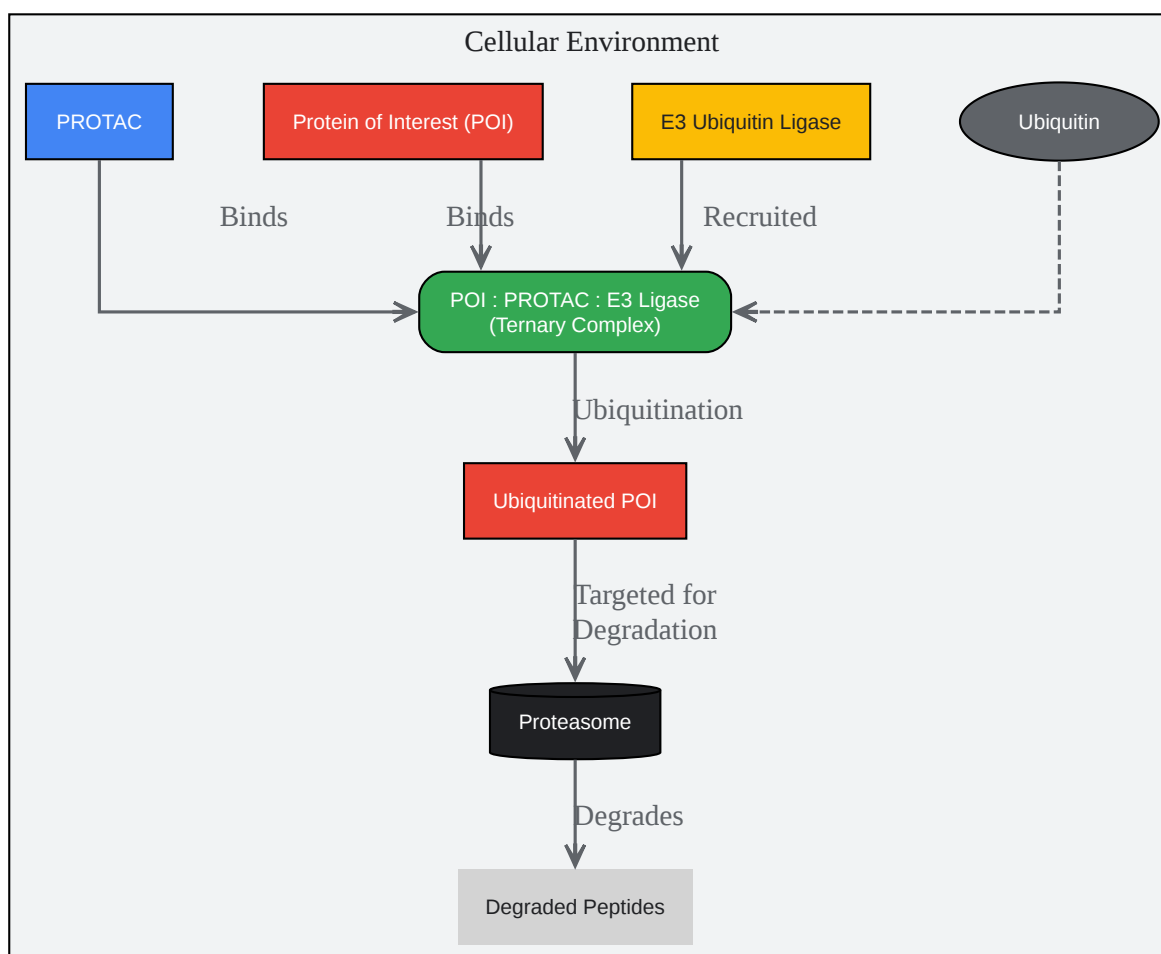 Cellular Environment
PROTAC
Protein of Interest (POI)
E3 Ubiquitin Ligase
Ubiquitin
Binds
Binds
Recruited
POI : PROTAC : E3 Ligase
(Ternary Complex)
Ubiquitination
Ubiquitinated POI
Targeted for
Degradation
Proteasome
Degrades
Degraded Peptides